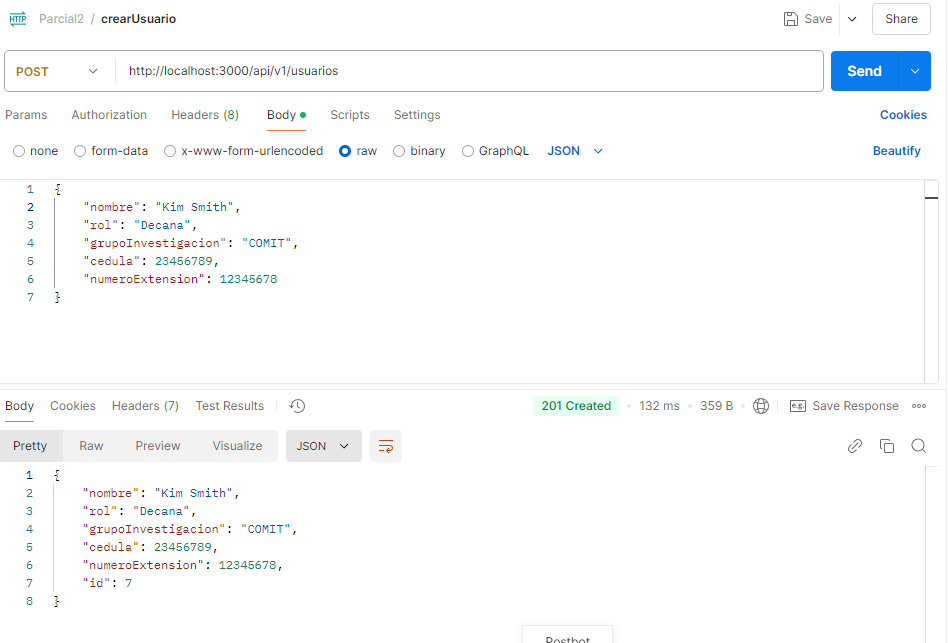 HTTP Parcial2 / crearUsuario Save Share
POST http://localhost:3000/api/v1/usuarios Send
Params Authorization Headers (8) Body Scripts Settings Cookies
none form-data x-www-form-urlencoded raw binary GraphQL JSON Beautify
1 {
2 "nombre": "Kim Smith",
3 "rol": "Decana",
4 "grupoInvestigacion": "COMIT",
5 "cedula": 23456789,
6 "numeroExtension": 12345678
7 }
Body Cookies Headers (7) Test Results 201 Created 132 ms 359 B e.g. Save Response
Pretty Raw Preview Visualize JSON
1 {
2 "nombre": "Kim Smith",
3 "rol": "Decana",
4 "grupoInvestigacion": "COMIT",
5 "cedula": 23456789,
6 "numeroExtension": 12345678,
7 "id": 7
8 }
Postbot